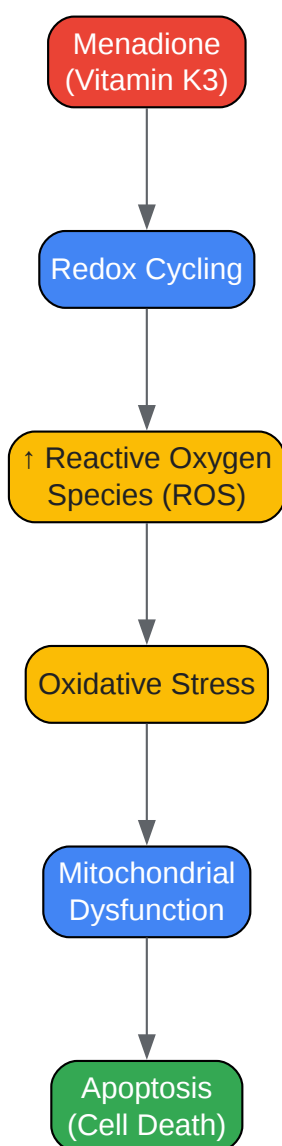 Menadione
(Vitamin K3)
Redox Cycling
↑ Reactive Oxygen
Species (ROS)
Oxidative Stress
Mitochondrial
Dysfunction
Apoptosis
(Cell Death)